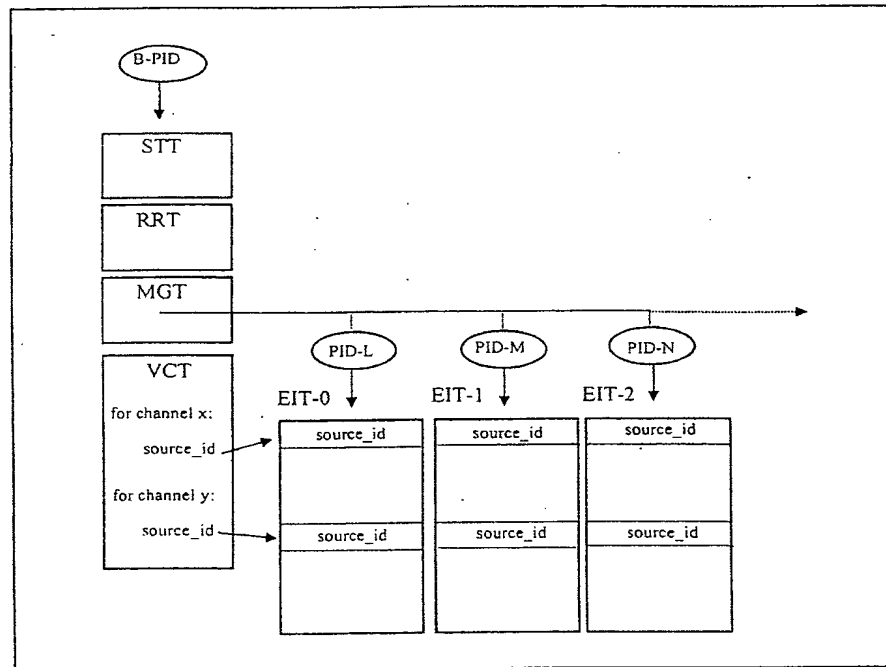 B-PID
STT
RRT
MGT
PID-L
PID-M
PID-N
VCT
EIT-0
EIT-1
EIT-2
for channel x:
source_id
source_id
source_id
source_id
for channel y:
source_id
source_id
source_id
source_id